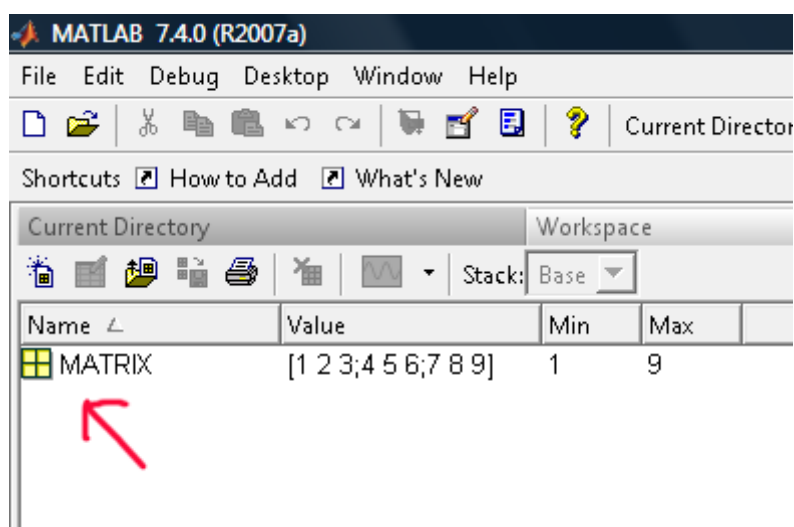 MATLAB 7.4.0 (R2007a)
File Edit Debug Desktop Window Help
Current Director
Shortcuts How to Add What's New
Current Directory Workspace
Stack: Base
Name Value Min Max
MATRIX [1 2 3;4 5 6;7 8 9] 1 9